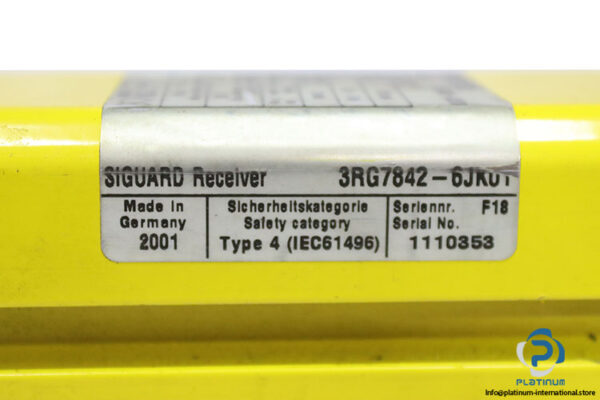 SIGUARD Receiver 3RG7842-6JK01
Made in Germany 2001
Sicherheitskategorie
Safety category
Type 4 (IEC61496)
Seriennr. F18
Serial No.
1110353
PLATINUM
info@platinum-international.store